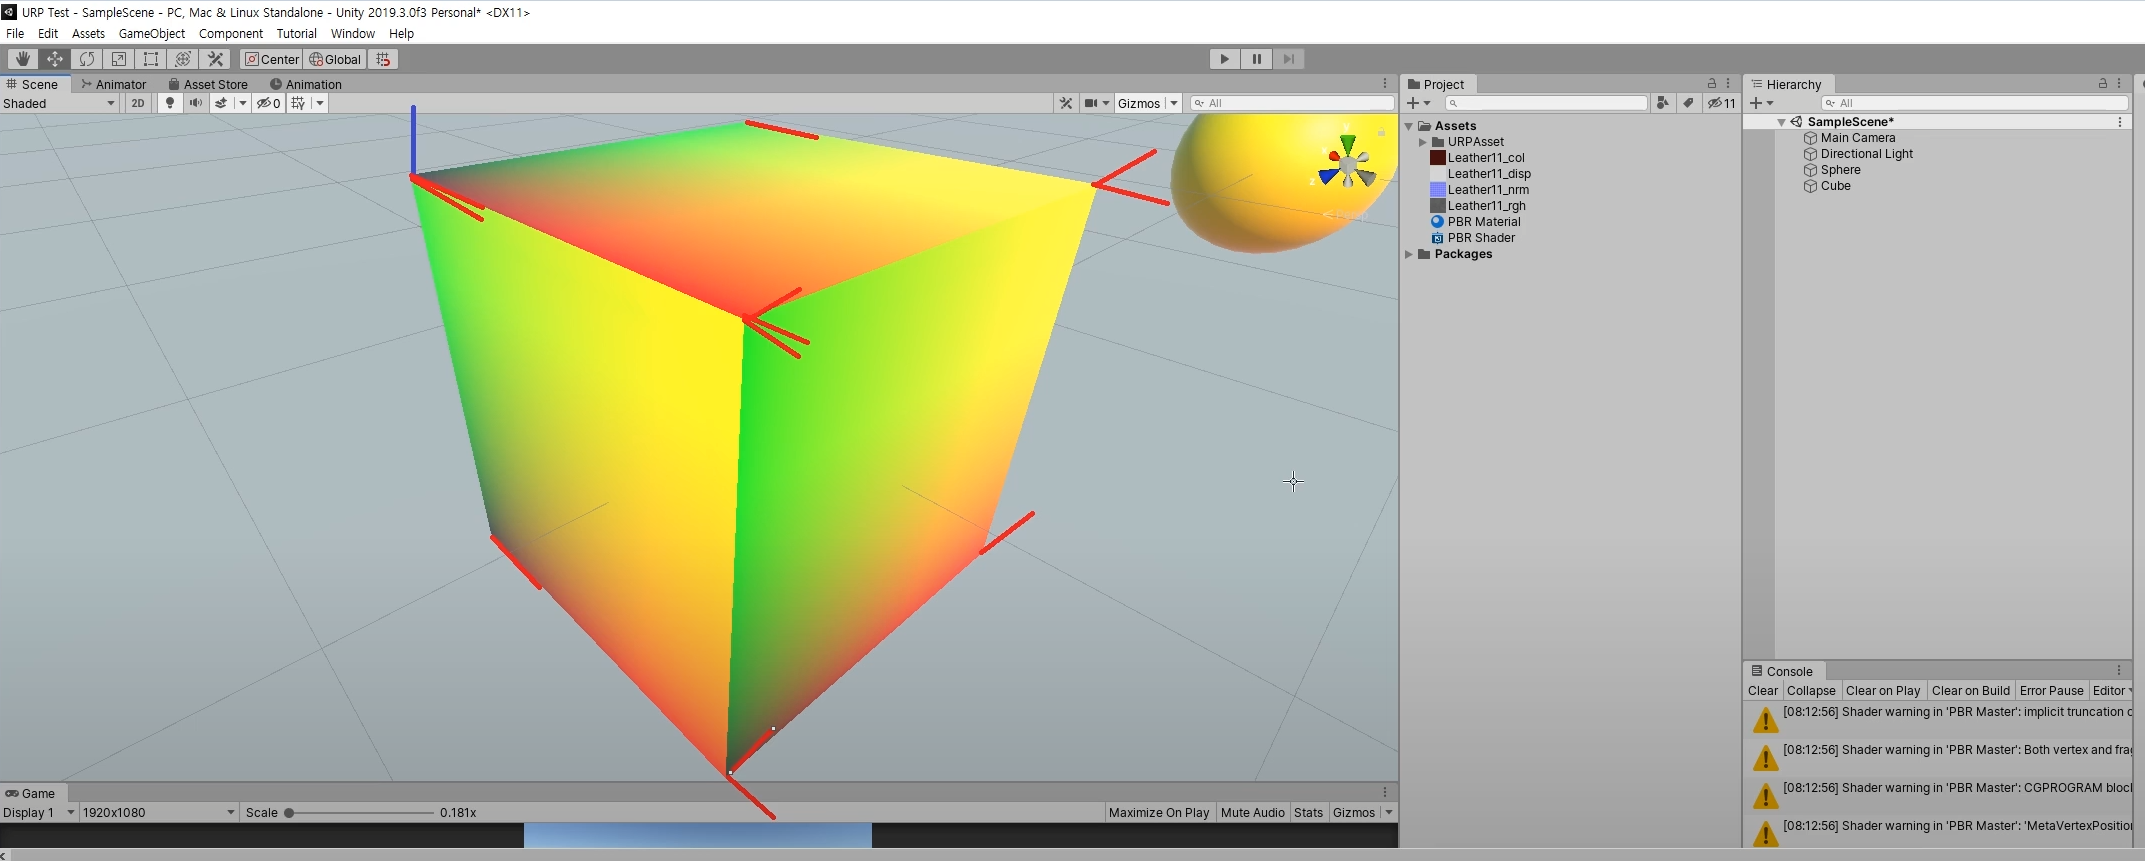 URP Test - SampleScene - PC, Mac & Linux Standalone - Unity 2019.3.0f3 Personal* <DX11>
File Edit Assets GameObject Component Tutorial Window Help
Center Global
Scene Animator Asset Store Animation
Shaded 2D 0 Gizmos All
Project
11
Assets
URPAsset
Leather11_col
Leather11_disp
Leather11_nrm
Leather11_rgh
PBR Material
PBR Shader
Packages
Hierarchy
All
SampleScene*
Main Camera
Directional Light
Sphere
Cube
y
z
Console
Clear Collapse Clear on Play Clear on Build Error Pause Editor
[08:12:56] Shader warning in 'PBR Master': implicit truncation
[08:12:56] Shader warning in 'PBR Master': Both vertex and fra
[08:12:56] Shader warning in 'PBR Master': CGPROGRAM bloc
[08:12:56] Shader warning in 'PBR Master': 'MetaVertexPositio
Game
Display 1 1920x1080 Scale 0.181x Maximize On Play Mute Audio Stats Gizmos